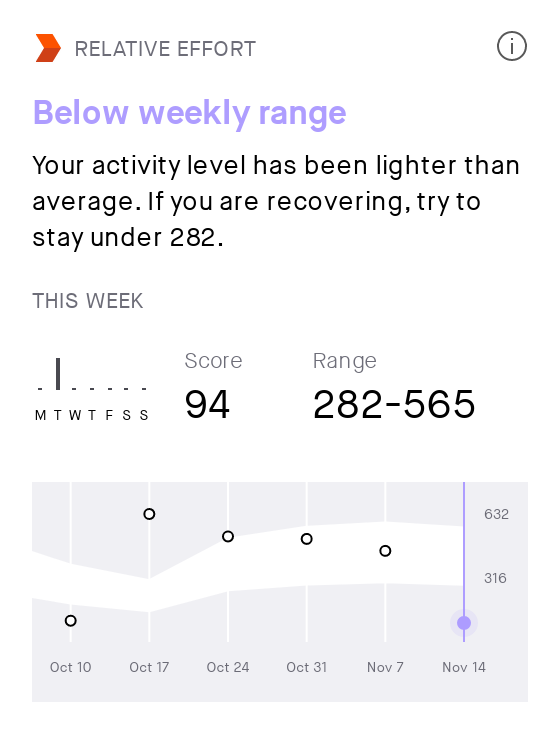 RELATIVE EFFORT
Below weekly range
Your activity level has been lighter than
average. If you are recovering, try to
stay under 282.
THIS WEEK
Score
Range
94
282-565
M T W T F S S
632
316
Oct 10
Oct 17
Oct 24
Oct 31
Nov 7
Nov 14